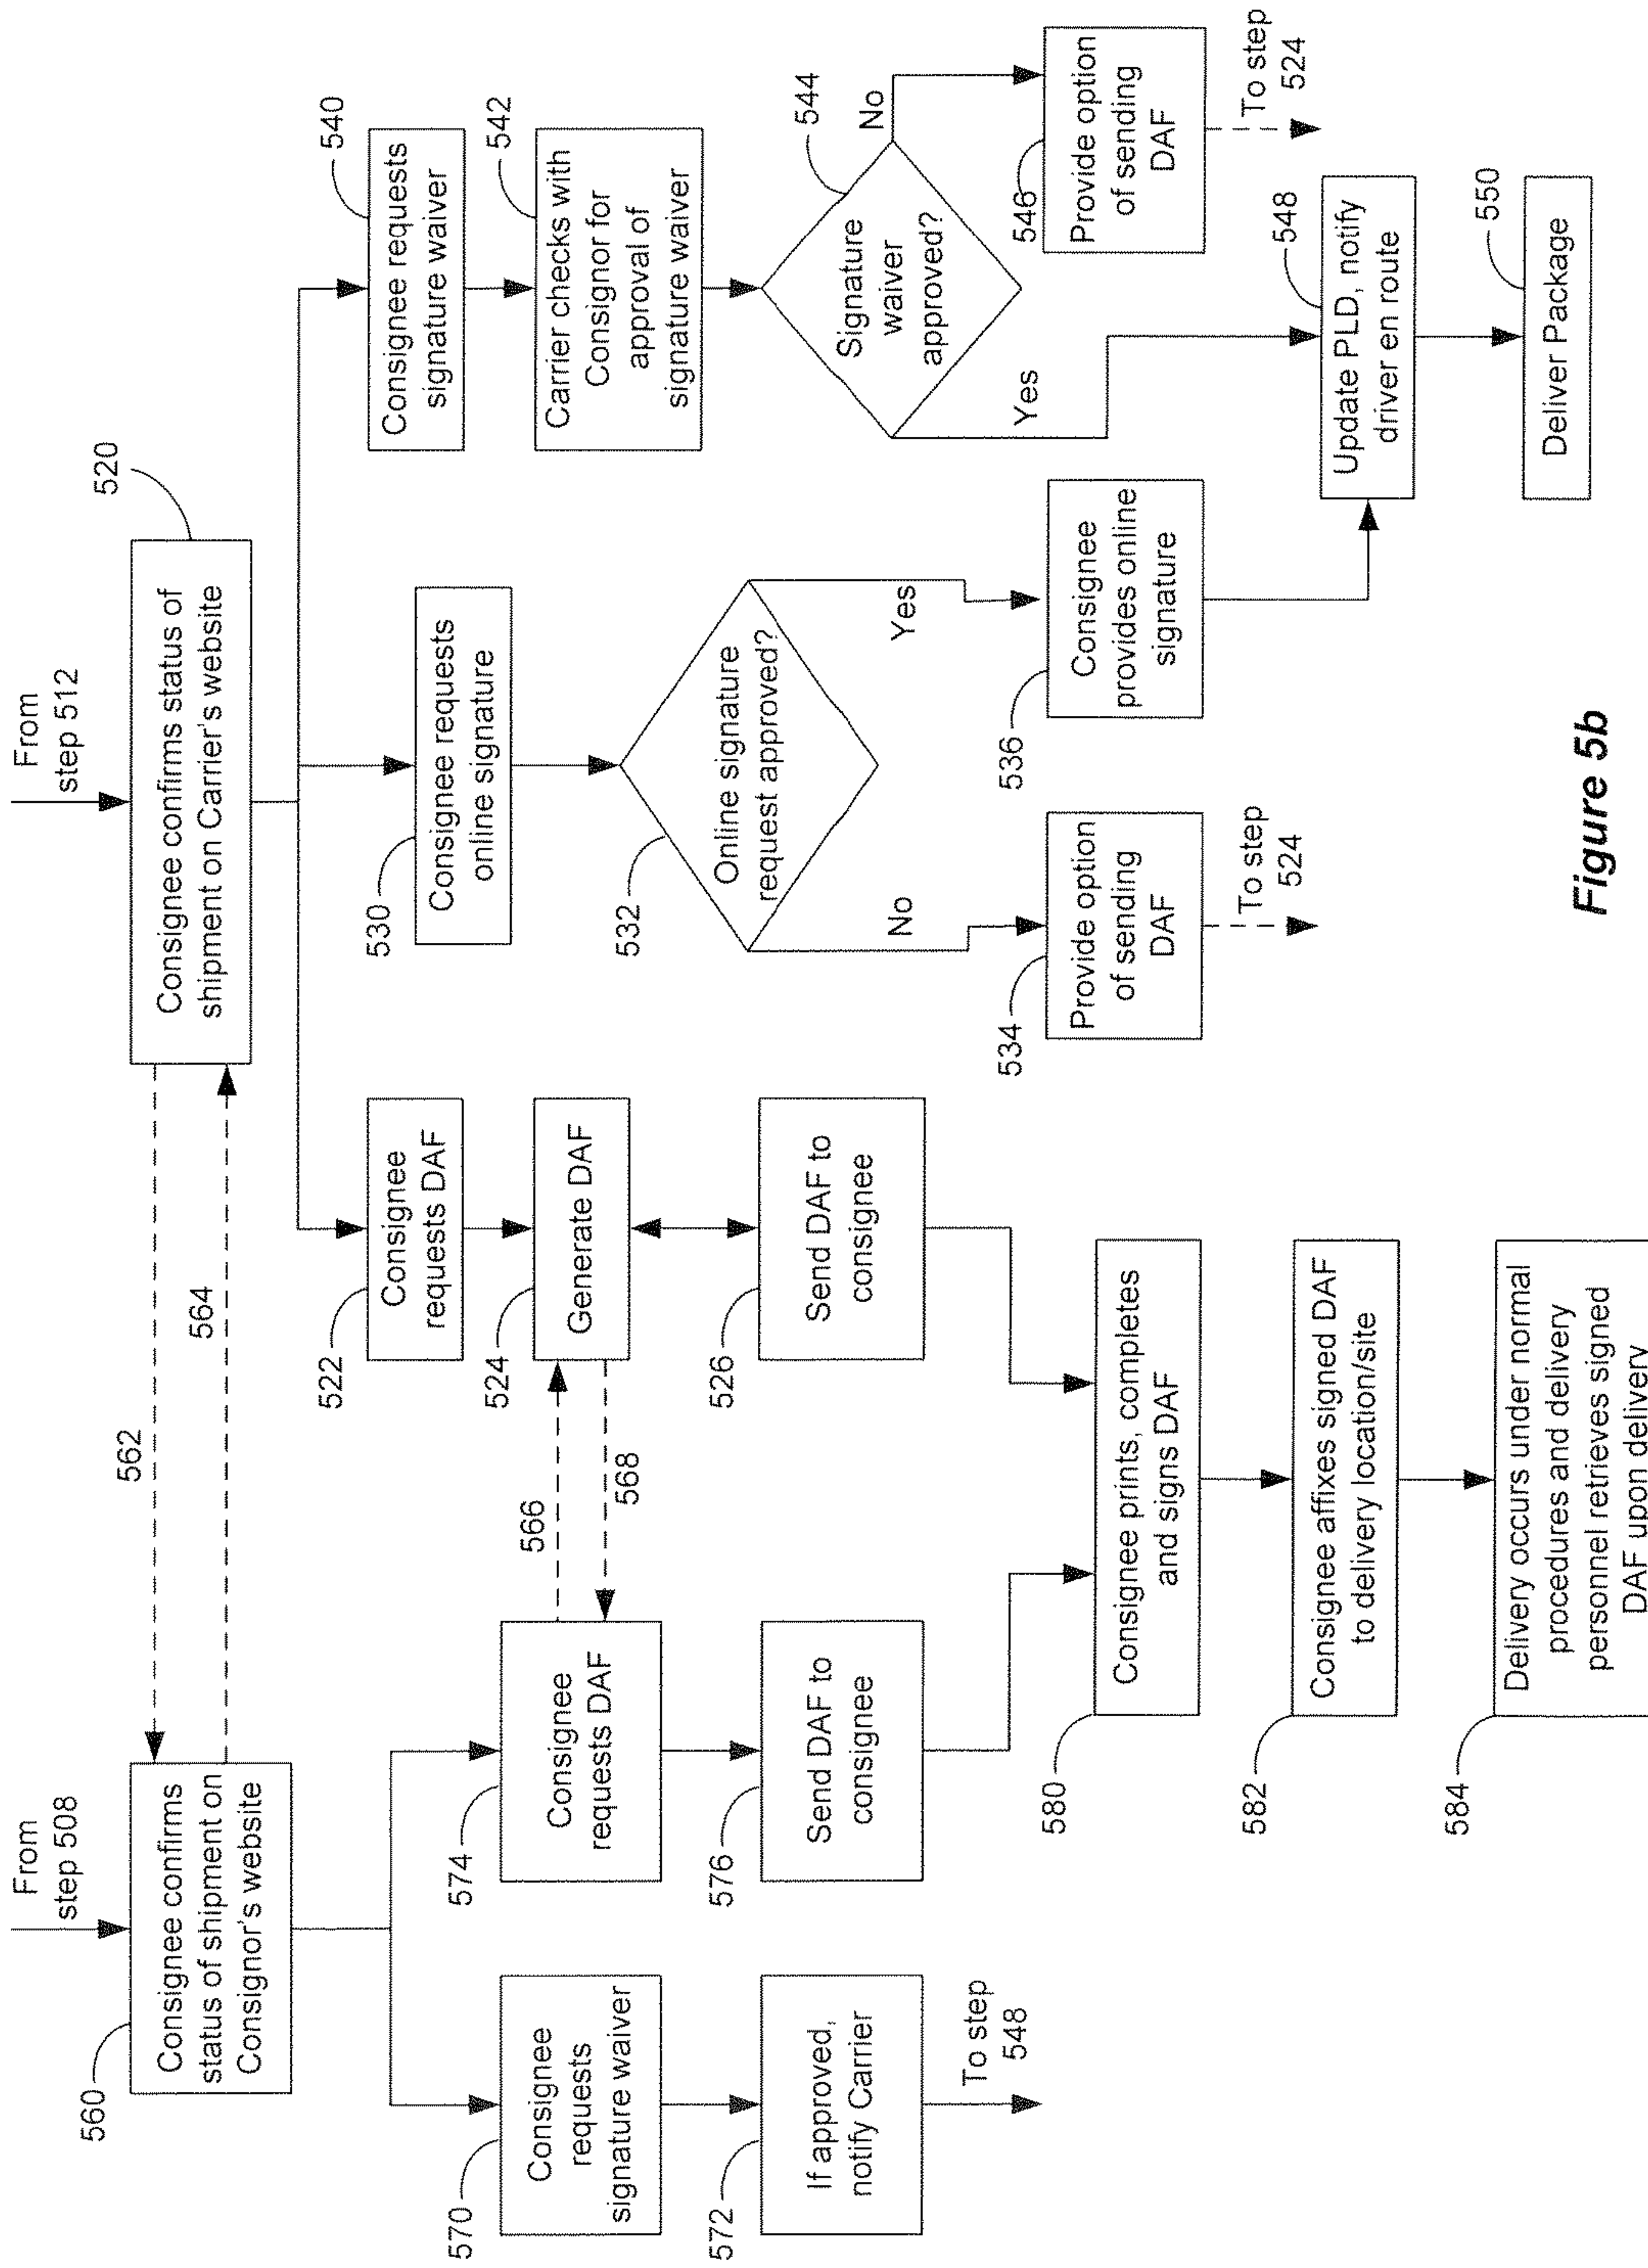 From
step 508
560
Consignee confirms
status of shipment on
Consignor's website
562
564
From
step 512
520
Consignee confirms status of
shipment on Carrier's website
570
Consignee
requests
signature waiver
572
If approved,
notify Carrier
To step
548
574
Consignee
requests DAF
576
Send DAF to
consignee
566
568
522
Consignee
requests DAF
524
Generate DAF
526
Send DAF to
consignee
580
Consignee prints, completes
and signs DAF
582
Consignee affixes signed DAF
to delivery location/site
584
Delivery occurs under normal
procedures and delivery
personnel retrieves signed
DAF upon delivery
530
Consignee requests
online signature
532
Online signature
request approved?
No
Yes
534
Provide option
of sending
DAF
To step
524
536
Consignee
provides online
signature
540
Consignee requests
signature waiver
542
Carrier checks with
Consignor for
approval of
signature waiver
544
Signature
waiver
approved?
Yes
No
546
Provide option
of sending
DAF
To step
524
548
Update PLD, notify
driver en route
550
Deliver Package
Figure 5b